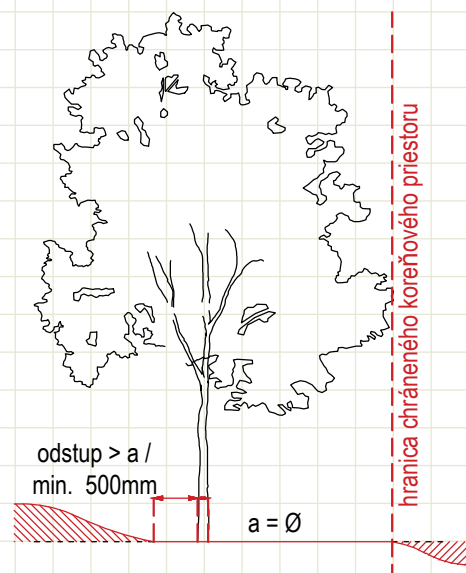 odstup > a /
min. 500mm
a = Ø
hranica chráneného koreňového priestoru